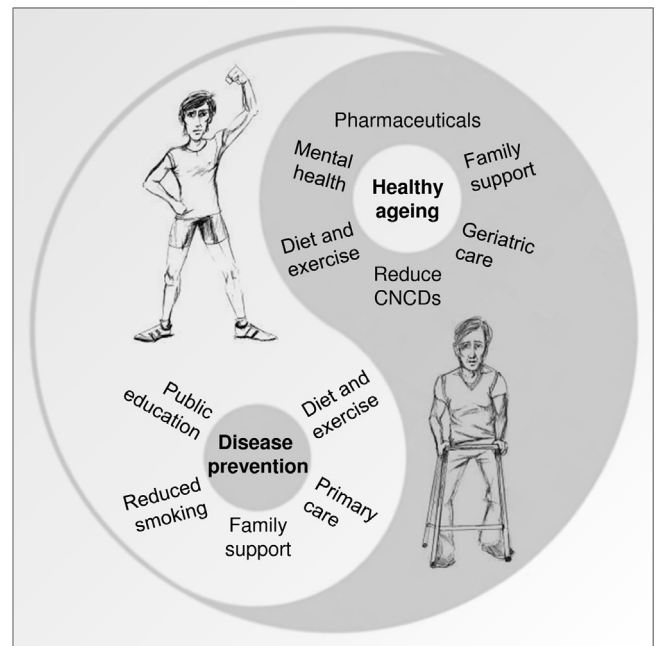 Pharmaceuticals
Mental
health
Family
support
Healthy
ageing
Diet and
exercise
Geriatric
care
Reduce
CNCDs
Public
education
Diet and
exercise
Disease
prevention
Reduced
smoking
Primary
care
Family
support